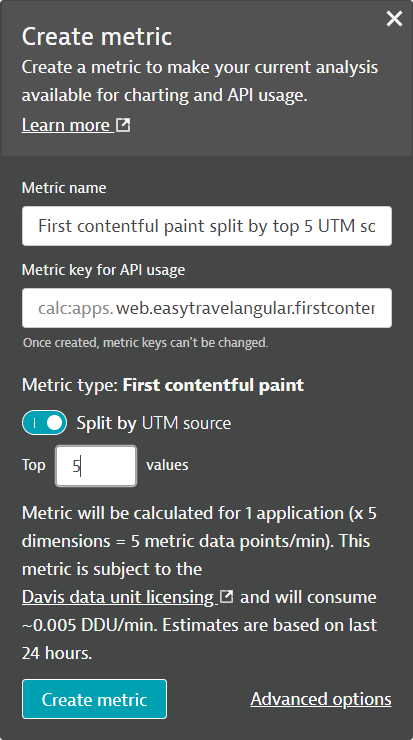 Create metric
Create a metric to make your current analysis
available for charting and API usage.
Learn more
Metric name
First contentful paint split by top 5 UTM sc
Metric key for API usage
calc:apps.web.easytravelangular.firstconter
Once created, metric keys can't be changed.
Metric type: First contentful paint
Split by UTM source
Top 5 values
Metric will be calculated for 1 application (x 5
dimensions = 5 metric data points/min). This
metric is subject to the
Davis data unit licensing and will consume
~0.005 DDU/min. Estimates are based on last
24 hours.
Create metric
Advanced options